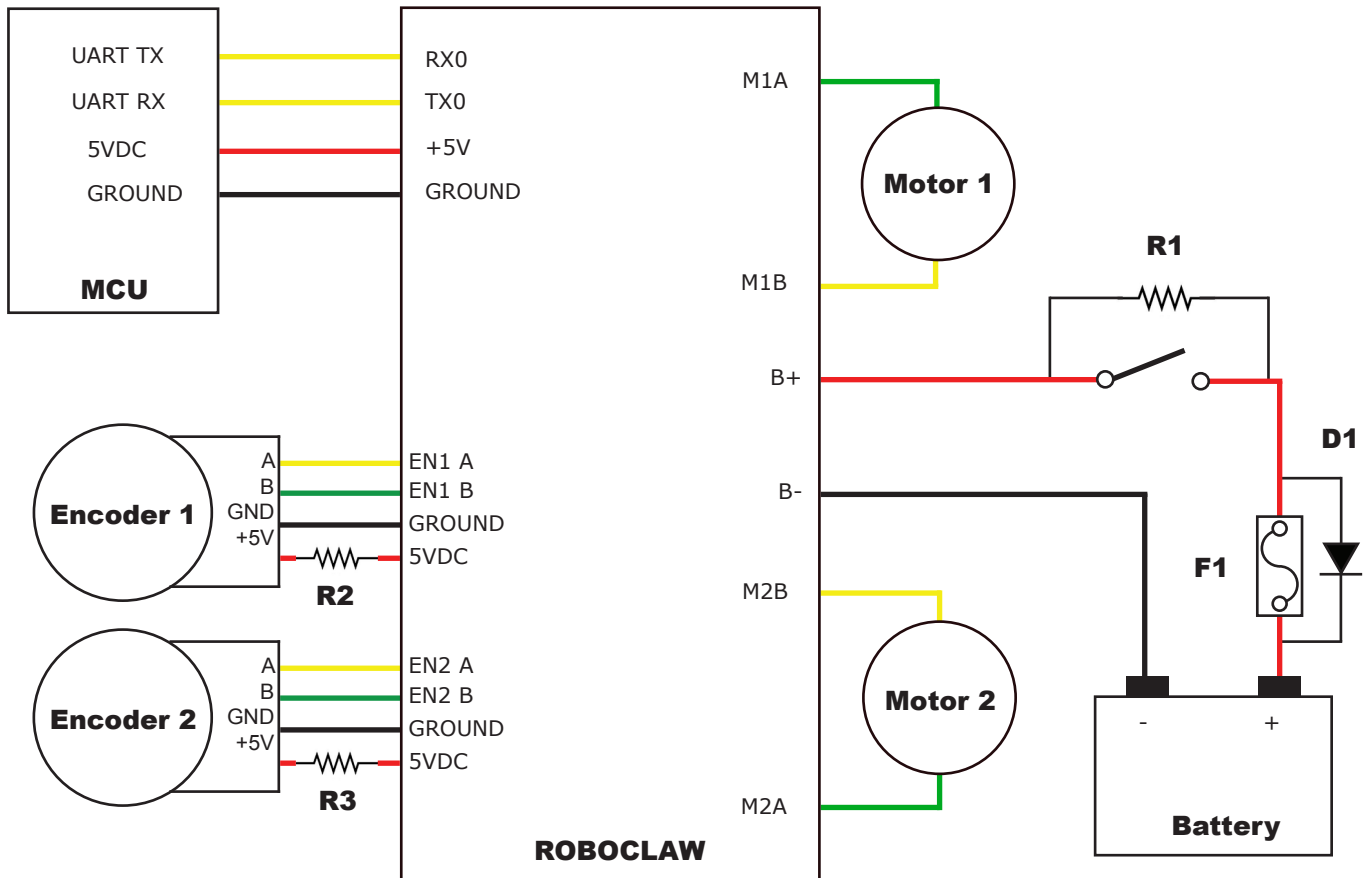 UART TX
UART RX
5VDC
GROUND
MCU
RX0
TX0
+5V
GROUND
M1A
Motor 1
M1B
R1
B+
D1
B-
F1
A
B
GND
+5V
Encoder 1
R2
EN1 A
EN1 B
GROUND
5VDC
A
B
GND
+5V
Encoder 2
R3
EN2 A
EN2 B
GROUND
5VDC
M2B
Motor 2
M2A
- +
Battery
ROBOCLAW